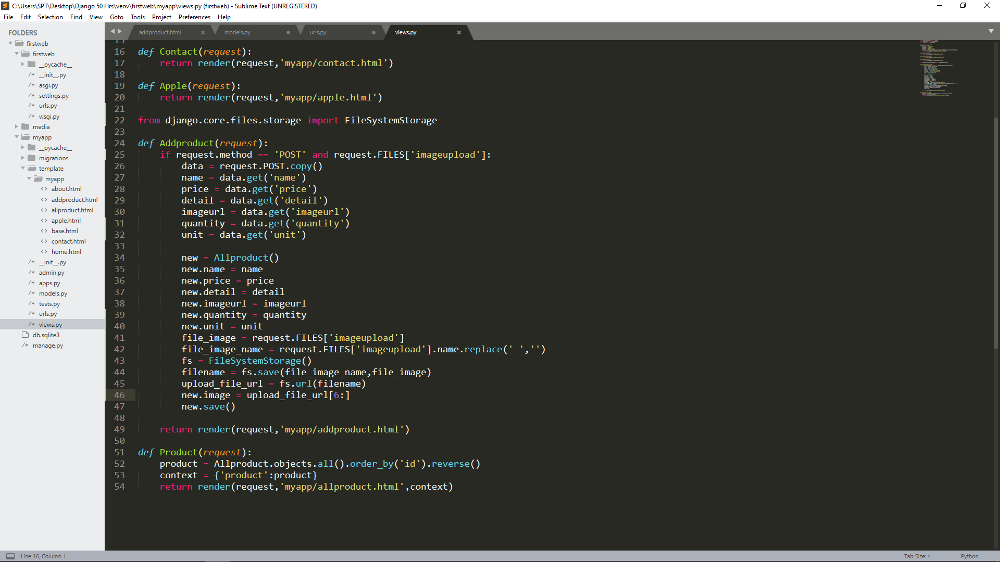 C:\Users\SPT\Desktop\Django 50 Hrs\venv\firstweb\myapp\views.py (firstweb) - Sublime Text (UNREGISTERED)
File Edit Selection Find View Goto Tools Project Preferences Help
FOLDERS
firstweb
firstweb
__pycache__
__init__.py
asgi.py
settings.py
urls.py
wsgi.py
media
myapp
__pycache__
migrations
template
myapp
about.html
addproduct.html
allproduct.html
apple.html
base.html
contact.html
home.html
__init__.py
admin.py
apps.py
models.py
tests.py
urls.py
views.py
db.sqlite3
manage.py
addproduct.html models.py urls.py views.py
15
16 def Contact(request):
17     return render(request,'myapp/contact.html')
18
19 def Apple(request):
20     return render(request,'myapp/apple.html')
21
22 from django.core.files.storage import FileSystemStorage
23
24 def Addproduct(request):
25     if request.method == 'POST' and request.FILES['imageupload']:
26         data = request.POST.copy()
27         name = data.get('name')
28         price = data.get('price')
29         detail = data.get('detail')
30         imageurl = data.get('imageurl')
31         quantity = data.get('quantity')
32         unit = data.get('unit')
33
34         new = Allproduct()
35         new.name = name
36         new.price = price
37         new.detail = detail
38         new.imageurl = imageurl
39         new.quantity = quantity
40         new.unit = unit
41         file_image = request.FILES['imageupload']
42         file_image_name = request.FILES['imageupload'].name.replace(' ','')
43         fs = FileSystemStorage()
44         filename = fs.save(file_image_name,file_image)
45         upload_file_url = fs.url(filename)
46         new.image = upload_file_url[6:]
47         new.save()
48
49     return render(request,'myapp/addproduct.html')
50
51 def Product(request):
52     product = Allproduct.objects.all().order_by('id').reverse()
53     context = {'product':product}
54     return render(request,'myapp/allproduct.html',context)
Line 46, Column 1 Tab Size: 4 Python